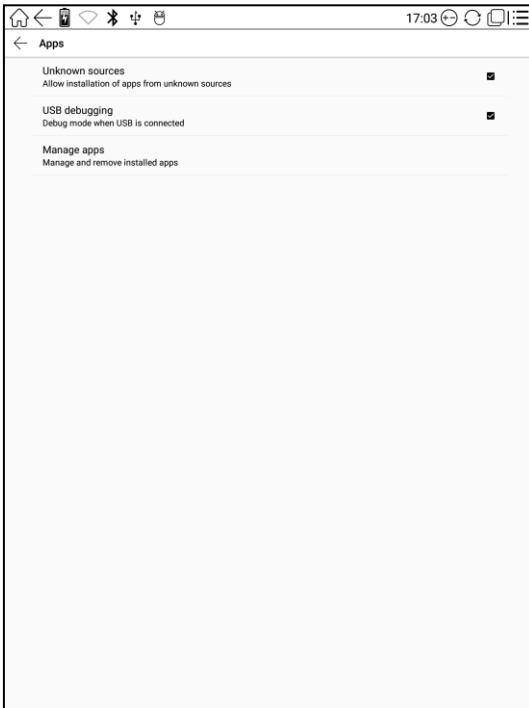 17:03
Apps
Unknown sources
Allow installation of apps from unknown sources
USB debugging
Debug mode when USB is connected
Manage apps
Manage and remove installed apps